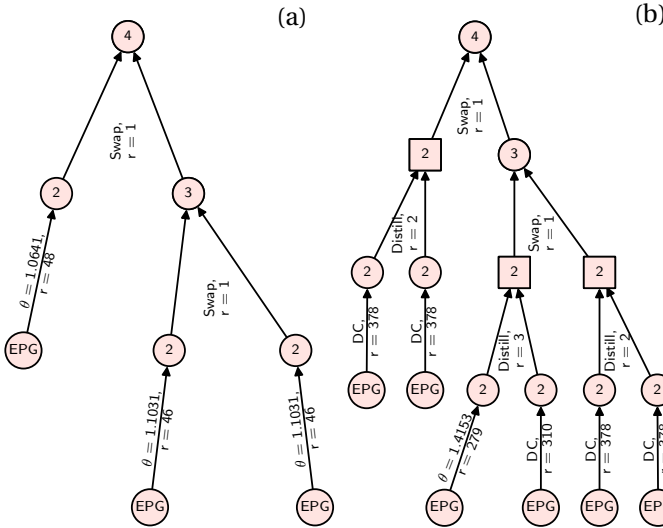 (a)
4
Swap,
r = 1
2
3
θ = 1.0641,
r = 48
Swap,
r = 1
EPG
2
2
θ = 1.1031,
r = 46
θ = 1.1031,
r = 46
EPG
EPG
(b)
4
Swap,
r = 1
2
3
Distill,
r = 2
Swap,
r = 1
2
2
2
2
DC,
r = 378
DC,
r = 378
Distill,
r = 3
Distill,
r = 2
EPG
EPG
2
2
2
2
θ = 1.4153,
r = 279
DC,
r = 310
DC,
r = 378
DC,
r = 378
EPG
EPG
EPG
EPG